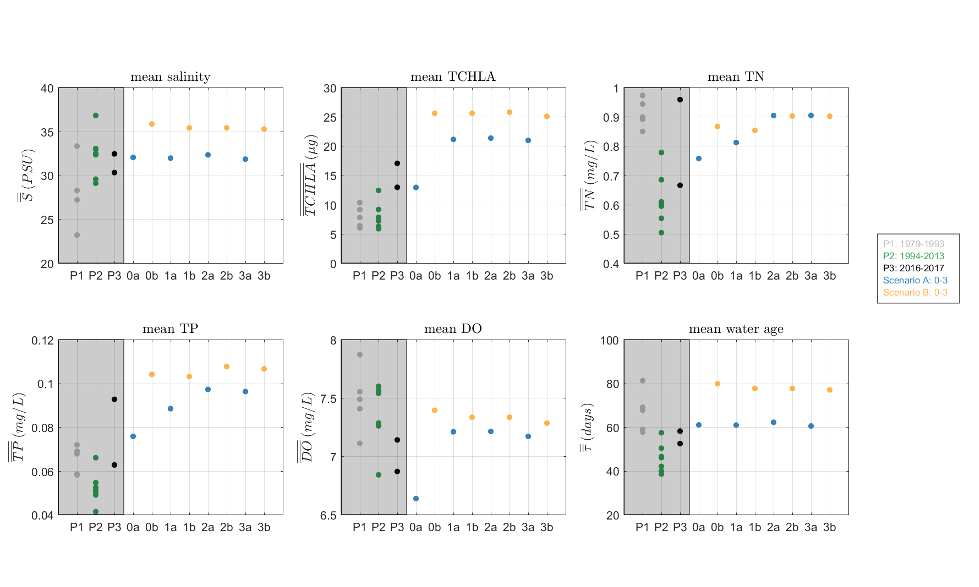 mean salinity
40
35
30
25
20
S (PSU)
P1 P2 P3 0a 0b 1a 1b 2a 2b 3a 3b
mean TCHLA
30
25
20
15
10
5
0
TCHLA (μg)
P1 P2 P3 0a 0b 1a 1b 2a 2b 3a 3b
mean TN
1
0.9
0.8
0.7
0.6
0.5
0.4
TN (mg/L)
P1 P2 P3 0a 0b 1a 1b 2a 2b 3a 3b
P1: 1979-1993
P2: 1994-2013
P3: 2016-2017
Scenario A: 0-3
Scenario B: 0-3
mean TP
0.12
0.1
0.08
0.06
0.04
TP (mg/L)
P1 P2 P3 0a 0b 1a 1b 2a 2b 3a 3b
mean DO
8
7.5
7
6.5
DO (mg/L)
P1 P2 P3 0a 0b 1a 1b 2a 2b 3a 3b
mean water age
100
80
60
40
20
τ (days)
P1 P2 P3 0a 0b 1a 1b 2a 2b 3a 3b